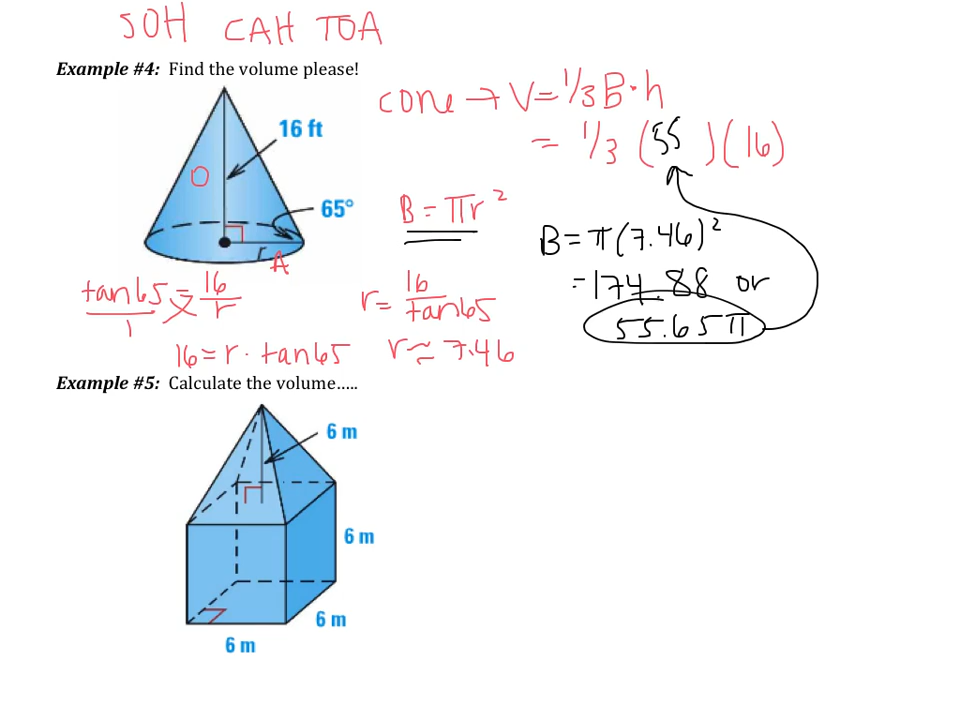 SOH CAH TOA
Example #4: Find the volume please!
cone → V = 1/3 B · h
= 1/3 (55 )(16)
16 ft
O
65°
r
A
B = πr²
B = π(7.46)²
= 174.88 or
55.65π
tan65 = 16
1 r
r = 16
tan65
16 = r · tan65
r ≈ 7.46
Example #5: Calculate the volume…..
6 m
6 m
6 m
6 m